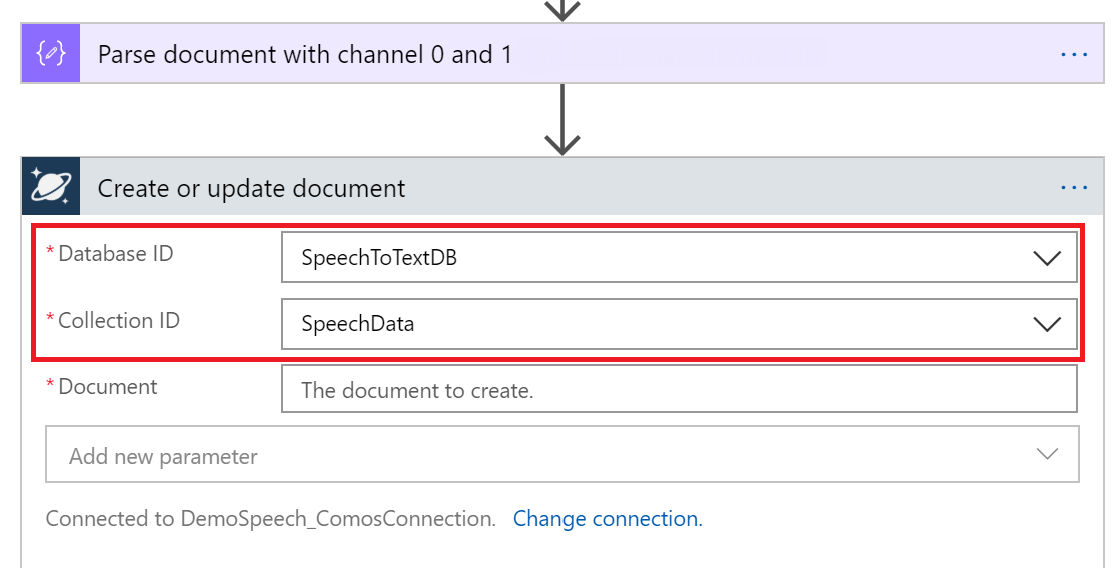 Parse document with channel 0 and 1
Create or update document
* Database ID SpeechToTextDB
* Collection ID SpeechData
* Document The document to create.
Add new parameter
Connected to DemoSpeech_ComosConnection. Change connection.